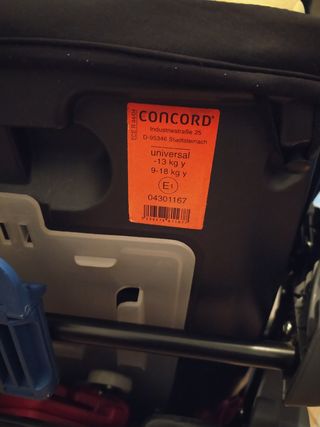 CONCORD®
Industriestraße 25
D-95346 Stadtsteinach
universal
-13 kg y
9-18 kg y
E1
04301167